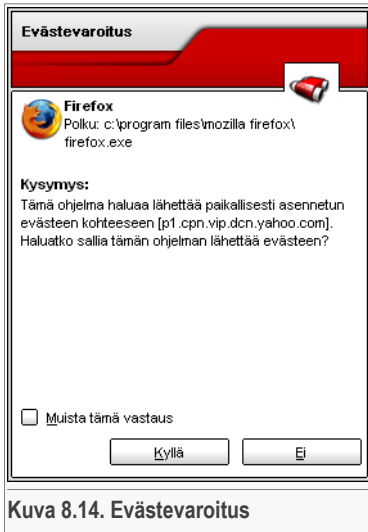 Evästevaroitus
Firefox
Polku: c:\program files\mozilla firefox\
firefox.exe
Kysymys:
Tämä ohjelma haluaa lähettää paikallisesti asennetun
evästeen kohteeseen [p1.cpn.vip.dcn.yahoo.com].
Haluatko sallia tämän ohjelman lähettää evästeen?
Muista tämä vastaus
Kyllä
Ei
Kuva 8.14. Evästevaroitus